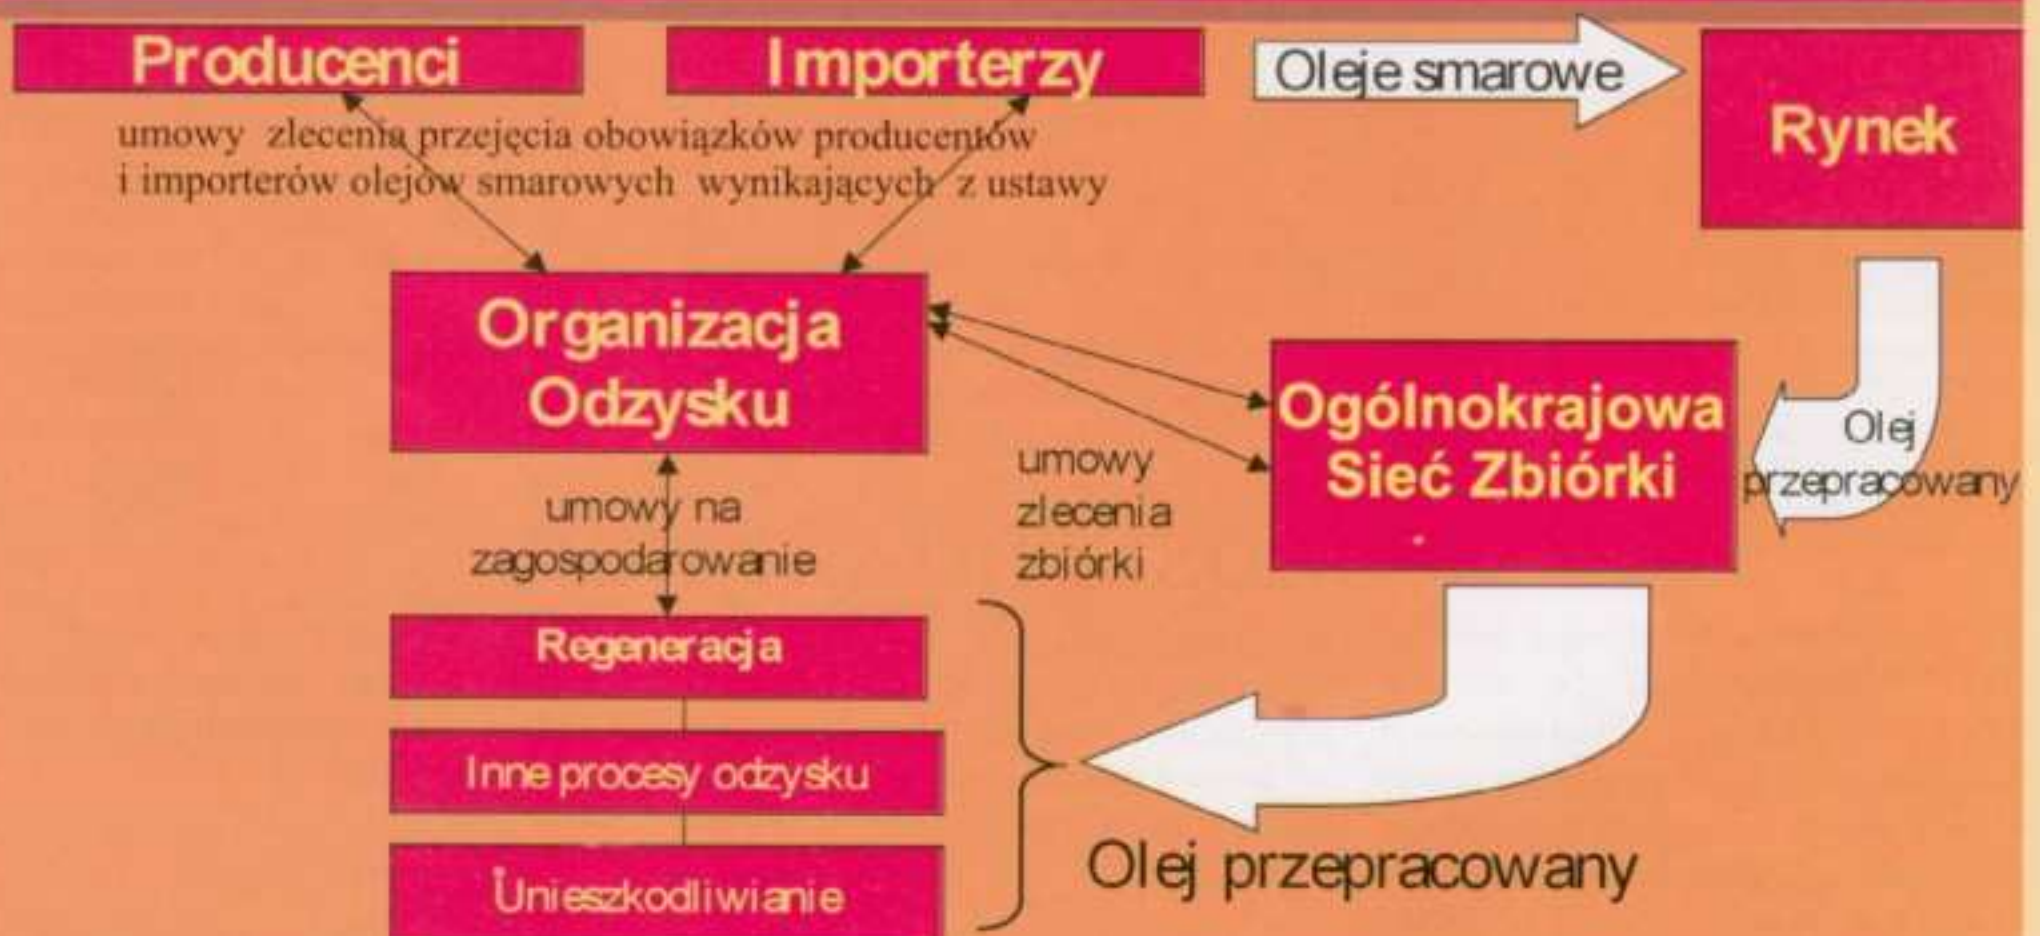 Producenci
Importerzy
Oleje smarowe
Rynek
umowy zlecenia przejęcia obowiązków producentów
i importerów olejów smarowych wynikających z ustawy
Organizacja
Odzysku
Ogólnokrajowa
Sieć Zbiórki
Olej
przepracowany
umowy
zlecenia
zbiórki
umowy na
zagospodarowanie
Regeneracja
Inne procesy odzysku
Unieszkodliwianie
Olej przepracowany